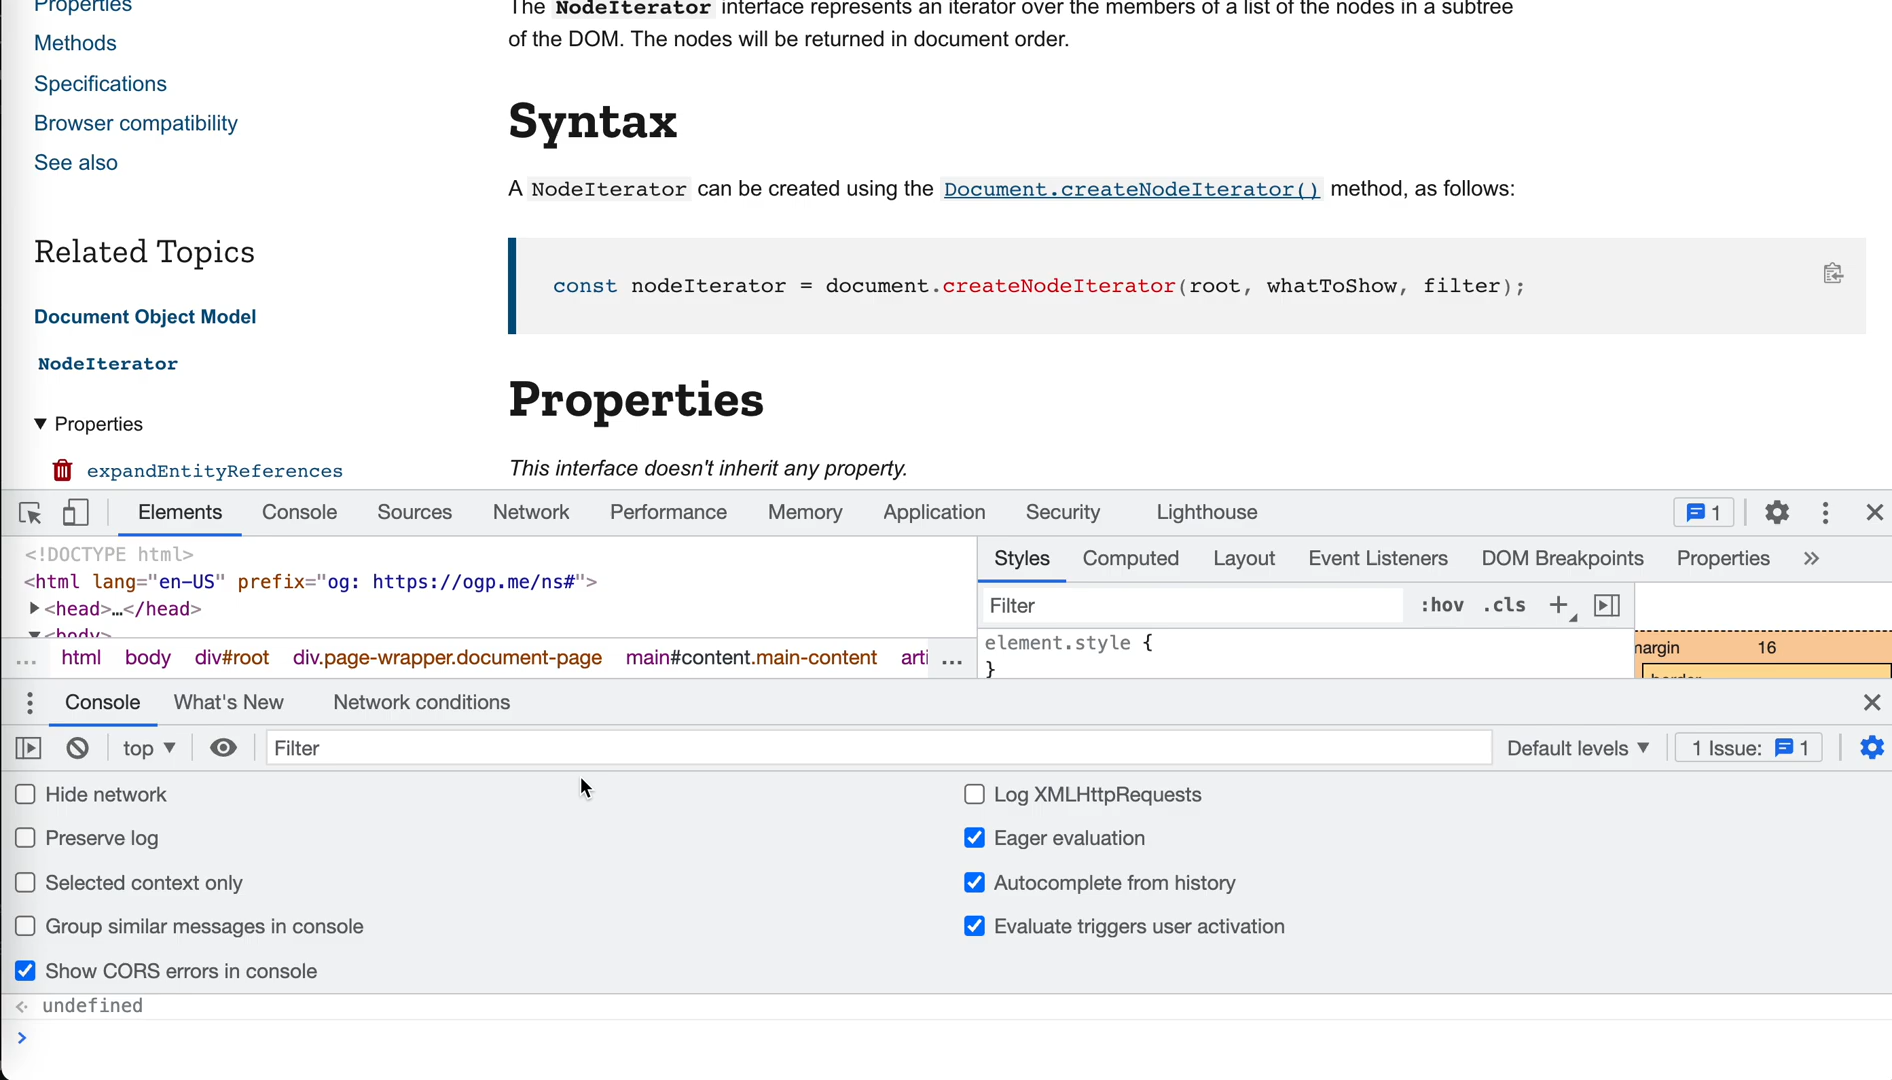 Properties
Methods
Specifications
Browser compatibility
See also
Related Topics
Document Object Model
NodeIterator
▼ Properties
expandEntityReferences
The NodeIterator interface represents an iterator over the members of a list of the nodes in a subtree
of the DOM. The nodes will be returned in document order.
Syntax
A NodeIterator can be created using the Document.createNodeIterator() method, as follows:
const nodeIterator = document.createNodeIterator(root, whatToShow, filter);
Properties
This interface doesn't inherit any property.
Elements Console Sources Network Performance Memory Application Security Lighthouse 1
<!DOCTYPE html>
<html lang="en-US" prefix="og: https://ogp.me/ns#">
▶<head>…</head>
▼<body>
… html body div#root div.page-wrapper.document-page main#content.main-content arti …
Styles Computed Layout Event Listeners DOM Breakpoints Properties »
Filter :hov .cls +
element.style {
}
margin 16
border
Console What's New Network conditions
top ▼ Filter Default levels ▼ 1 Issue: 1
Hide network
Preserve log
Selected context only
Group similar messages in console
Show CORS errors in console
Log XMLHttpRequests
Eager evaluation
Autocomplete from history
Evaluate triggers user activation
undefined
>